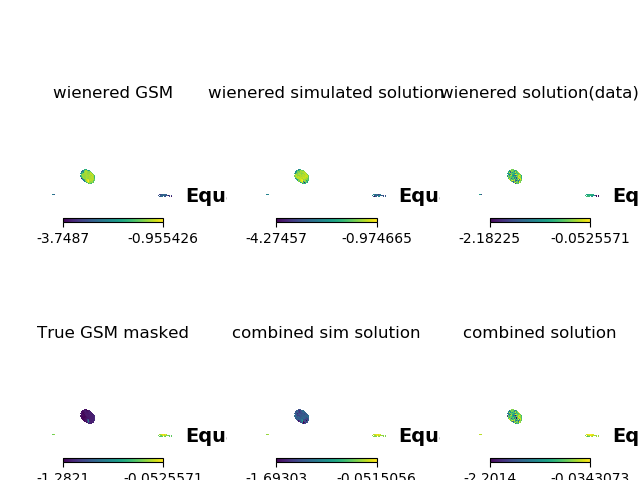 wienered GSM wienered simulated solution wienered solution(data)
Equ Equ Eq
-3.7487 -0.955426 -4.27457 -0.974665 -2.18225 -0.0525571
True GSM masked combined sim solution combined solution
Equ Equ Eq
-1.2821 -0.0525571 -1.69303 -0.0515056 -2.2014 -0.0343073